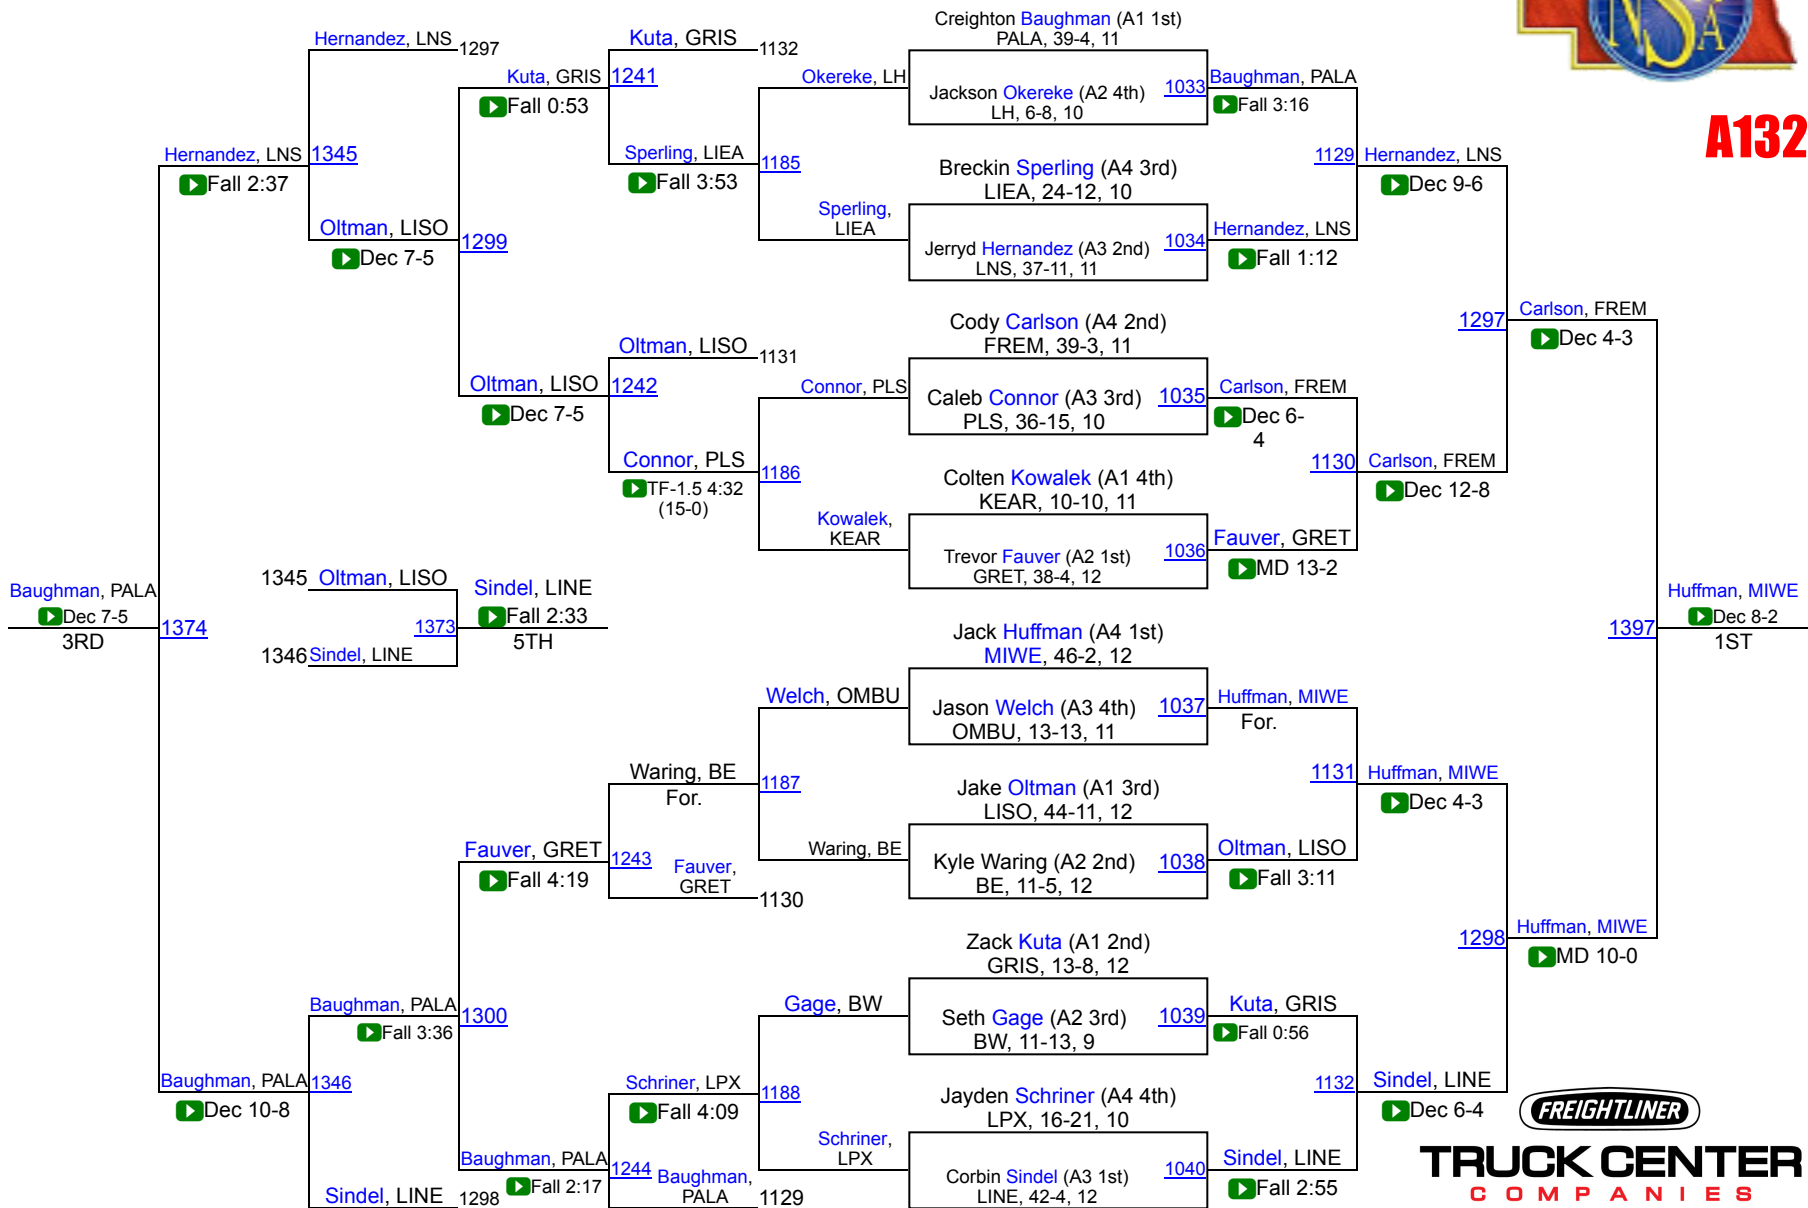 NSA
A132
Hernandez, LNS 1297
Kuta, GRIS 1132
Creighton Baughman (A1 1st)
PALA, 39-4, 11
Kuta, GRIS 1241
Fall 0:53
Okereke, LH
Jackson Okereke (A2 4th) 1033
LH, 6-8, 10
Baughman, PALA
Fall 3:16
Hernandez, LNS 1345
Fall 2:37
Sperling, LIEA 1185
Fall 3:53
Breckin Sperling (A4 3rd)
LIEA, 24-12, 10
1129 Hernandez, LNS
Dec 9-6
Oltman, LISO 1299
Dec 7-5
Sperling,
LIEA
Jerryd Hernandez (A3 2nd) 1034
LNS, 37-11, 11
Hernandez, LNS
Fall 1:12
Cody Carlson (A4 2nd)
FREM, 39-3, 11
1297 Carlson, FREM
Dec 4-3
Oltman, LISO 1131
Oltman, LISO 1242
Dec 7-5
Connor, PLS
Caleb Connor (A3 3rd) 1035
PLS, 36-15, 10
Carlson, FREM
Dec 6-
4
Connor, PLS 1186
TF-1.5 4:32
(15-0)
Colten Kowalek (A1 4th)
KEAR, 10-10, 11
1130 Carlson, FREM
Dec 12-8
Kowalek,
KEAR
Trevor Fauver (A2 1st) 1036
GRET, 38-4, 12
Fauver, GRET
MD 13-2
Baughman, PALA
Dec 7-5
3RD
1374
1345 Oltman, LISO
1373
1346 Sindel, LINE
Sindel, LINE
Fall 2:33
5TH
Jack Huffman (A4 1st)
MIWE, 46-2, 12
1397
Huffman, MIWE
Dec 8-2
1ST
Welch, OMBU
Jason Welch (A3 4th) 1037
OMBU, 13-13, 11
Huffman, MIWE
For.
Waring, BE 1187
For.
Jake Oltman (A1 3rd)
LISO, 44-11, 12
1131 Huffman, MIWE
Dec 4-3
Fauver, GRET 1243
Fall 4:19
Fauver,
GRET 1130
Waring, BE
Kyle Waring (A2 2nd) 1038
BE, 11-5, 12
Oltman, LISO
Fall 3:11
Zack Kuta (A1 2nd)
GRIS, 13-8, 12
1298 Huffman, MIWE
MD 10-0
Baughman, PALA 1300
Fall 3:36
Gage, BW
Seth Gage (A2 3rd) 1039
BW, 11-13, 9
Kuta, GRIS
Fall 0:56
Baughman, PALA 1346
Dec 10-8
Schriner, LPX 1188
Fall 4:09
Jayden Schriner (A4 4th)
LPX, 16-21, 10
1132 Sindel, LINE
Dec 6-4
Baughman, PALA 1244
Fall 2:17
Baughman,
PALA 1129
Schriner,
LPX
Corbin Sindel (A3 1st) 1040
LINE, 42-4, 12
Sindel, LINE
Fall 2:55
Sindel, LINE 1298
FREIGHTLINER
TRUCK CENTER
COMPANIES